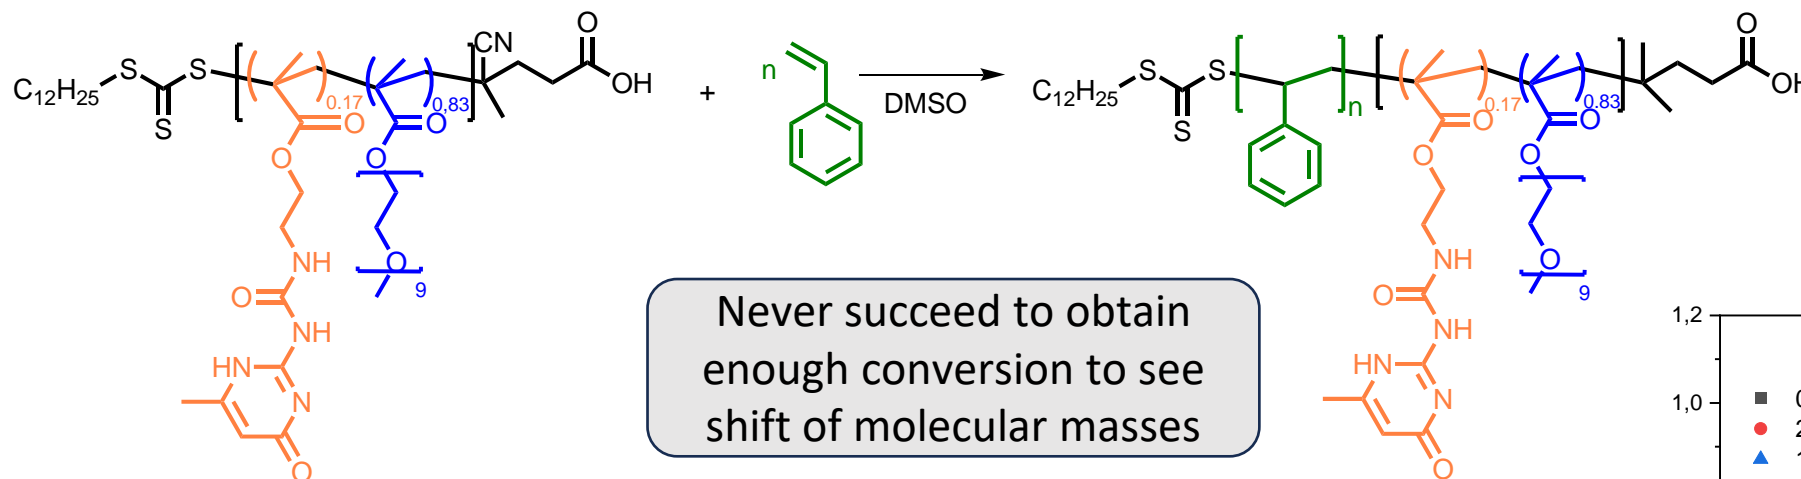 C12H25
S
S
S
CN
O
OH
0.17
0,83
O
O
O
O
NH
O
NH
HN
N
O
O
9
+
n
DMSO
C12H25
S
S
S
n
O
OH
0.17
0.83
O
O
O
O
NH
O
NH
HN
N
O
O
9
Never succeed to obtain
enough conversion to see
shift of molecular masses
1,2
1,0